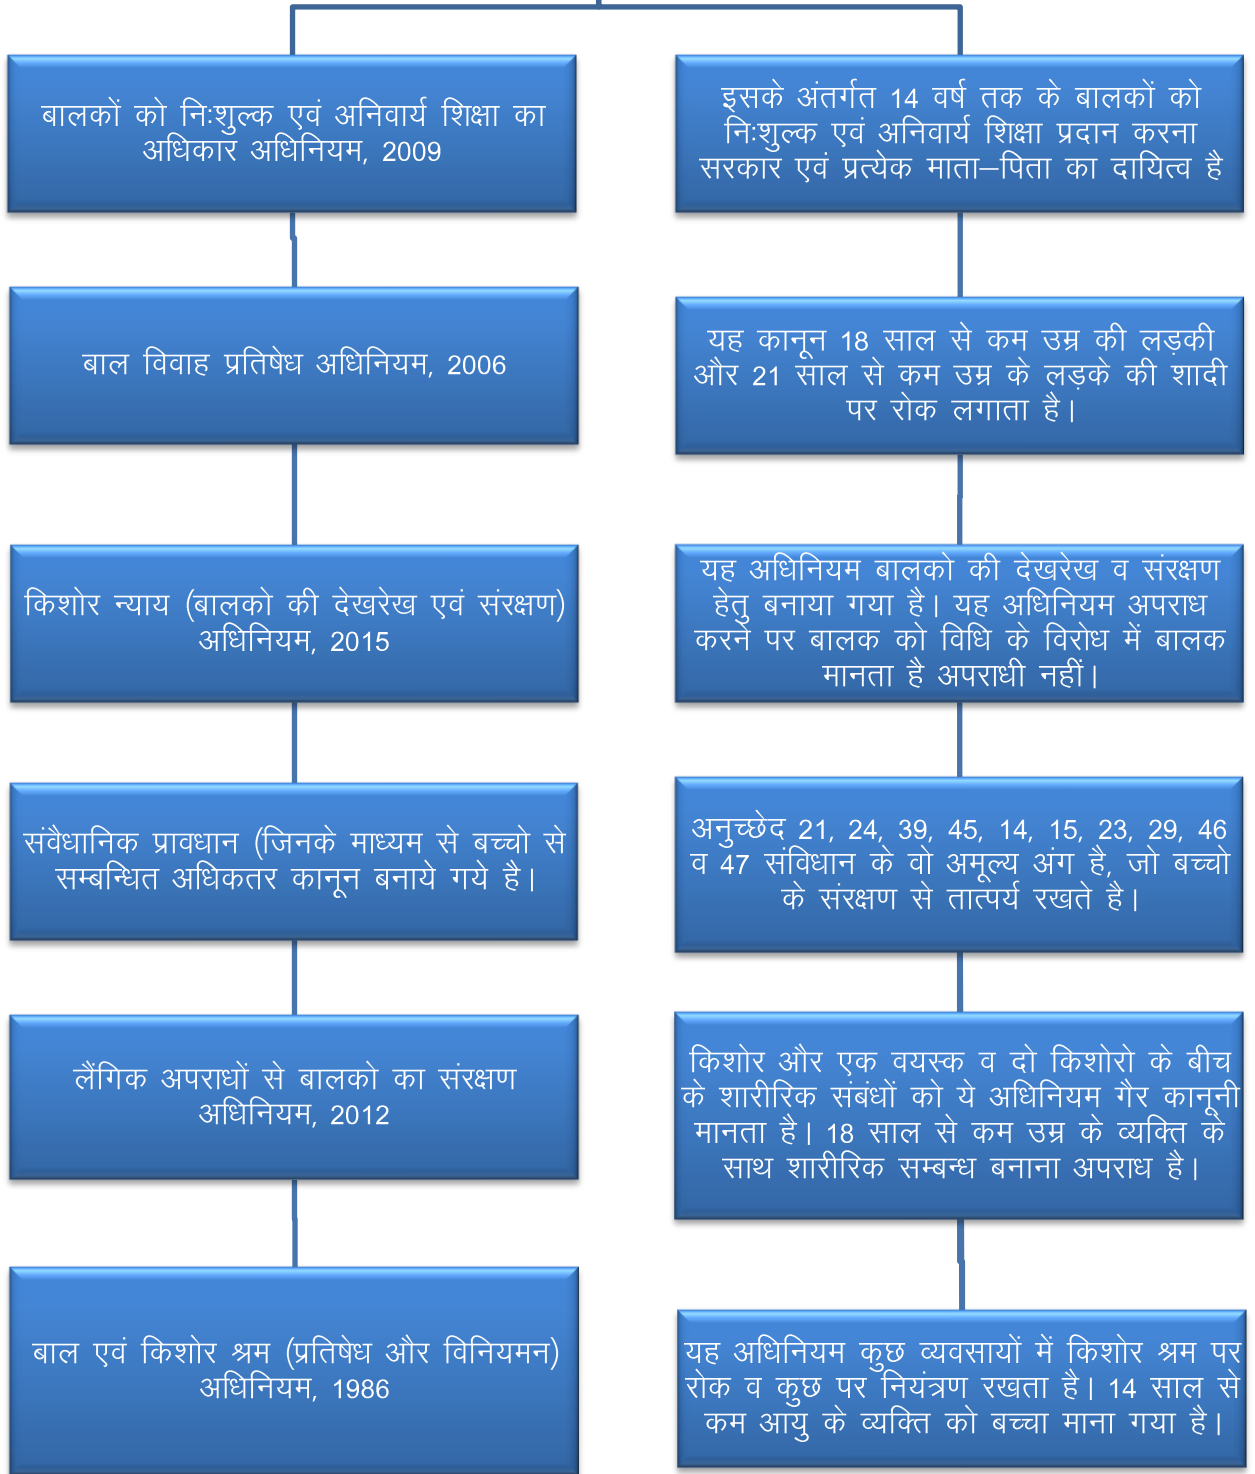 बालकों को निःशुल्क एवं अनिवार्य शिक्षा का
अधिकार अधिनियम, 2009
इसके अंतर्गत 14 वर्ष तक के बालकों को
निःशुल्क एवं अनिवार्य शिक्षा प्रदान करना
सरकार एवं प्रत्येक माता–पिता का दायित्व है
बाल विवाह प्रतिषेध अधिनियम, 2006
यह कानून 18 साल से कम उम्र की लड़की
और 21 साल से कम उम्र के लड़के की शादी
पर रोक लगाता है।
किशोर न्याय (बालको की देखरेख एवं संरक्षण)
अधिनियम, 2015
यह अधिनियम बालको की देखरेख व संरक्षण
हेतु बनाया गया है। यह अधिनियम अपराध
करने पर बालक को विधि के विरोध में बालक
मानता है अपराधी नहीं।
संवैधानिक प्रावधान (जिनके माध्यम से बच्चो से
सम्बन्धित अधिकतर कानून बनाये गये है।
अनुच्छेद 21, 24, 39, 45, 14, 15, 23, 29, 46
व 47 संविधान के वो अमूल्य अंग है, जो बच्चो
के संरक्षण से तात्पर्य रखते है।
लैंगिक अपराधों से बालको का संरक्षण
अधिनियम, 2012
किशोर और एक वयस्क व दो किशोरो के बीच
के शारीरिक संबंधों को ये अधिनियम गैर कानूनी
मानता है। 18 साल से कम उम्र के व्यक्ति के
साथ शारीरिक सम्बन्ध बनाना अपराध है।
बाल एवं किशोर श्रम (प्रतिषेध और विनियमन)
अधिनियम, 1986
यह अधिनियम कुछ व्यवसायों में किशोर श्रम पर
रोक व कुछ पर नियंत्रण रखता है। 14 साल से
कम आयु के व्यक्ति को बच्चा माना गया है।